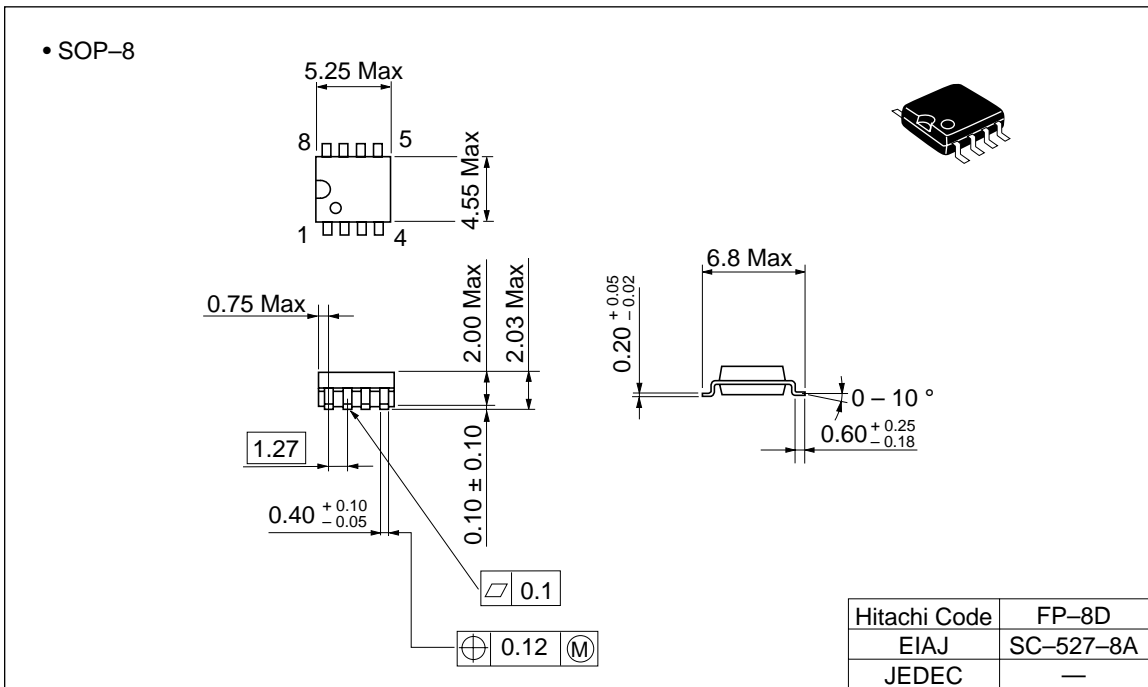 • SOP–8
5.25 Max
8 5
4.55 Max
1 4
6.8 Max
0.75 Max
2.00 Max
2.03 Max
0.20 + 0.05 – 0.02
0 – 10 °
1.27
0.60 + 0.25 – 0.18
0.10 ± 0.10
0.40 + 0.10 – 0.05
0.1
0.12 Ⓜ
Hitachi Code FP–8D
EIAJ SC–527–8A
JEDEC —